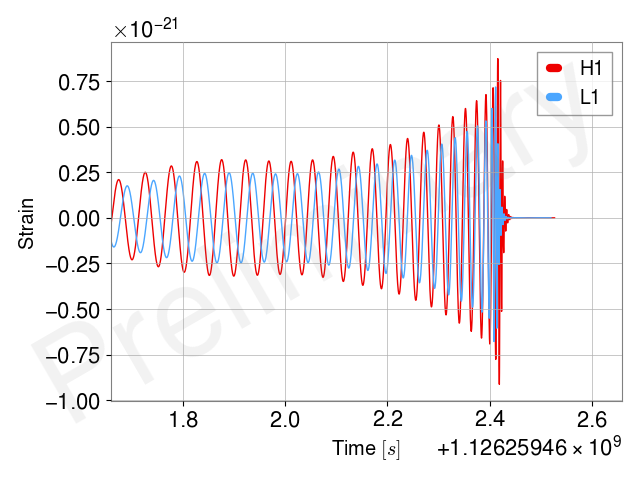 ×10⁻²¹
H1
L1
0.75
0.50
0.25
0.00
−0.25
−0.50
−0.75
−1.00
Strain
Preliminary
1.8 2.0 2.2 2.4 2.6
Time [s] +1.12625946 × 10⁹